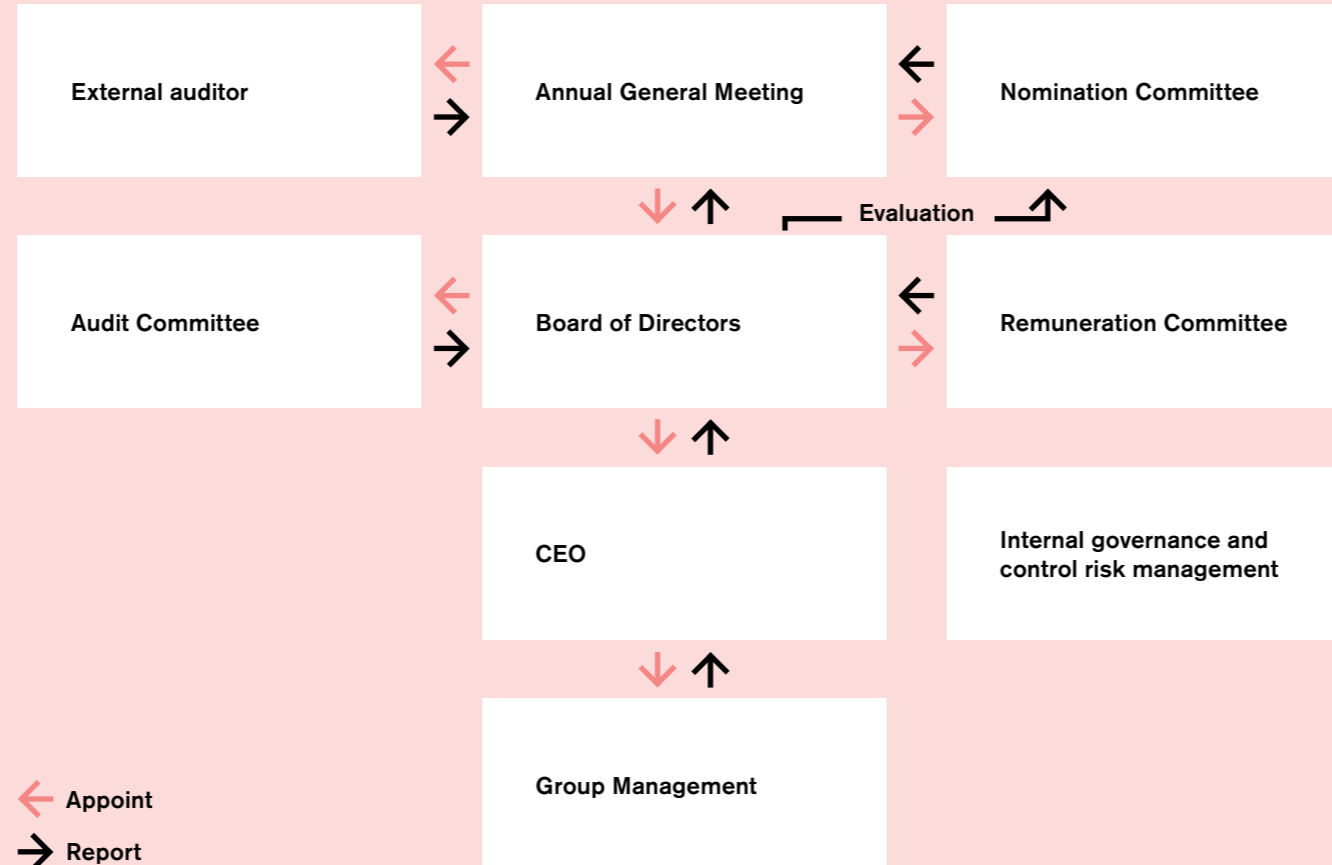 External auditor
Annual General Meeting
Nomination Committee
Evaluation
Audit Committee
Board of Directors
Remuneration Committee
CEO
Internal governance and
control risk management
Group Management
Appoint
Report